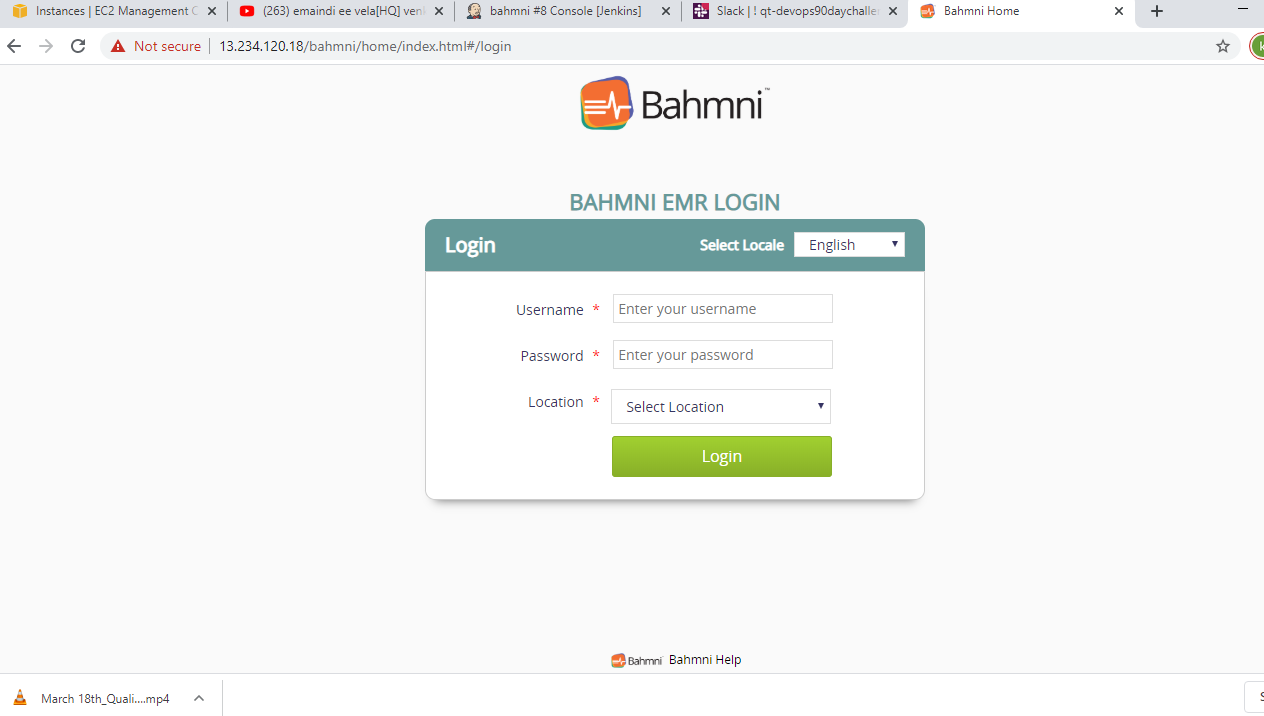 Instances | EC2 Management C
(263) emaindi ee vela[HQ] venk
bahmni #8 Console [Jenkins]
Slack | ! qt-devops90daychaller
Bahmni Home
Not secure 13.234.120.18/bahmni/home/index.html#/login
Bahmni™
BAHMNI EMR LOGIN
Login Select Locale English
Username * Enter your username
Password * Enter your password
Location * Select Location
Login
Bahmni Bahmni Help
March 18th_Quali....mp4